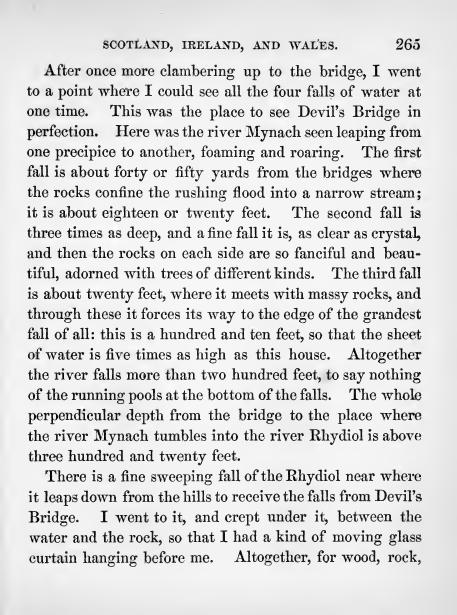 SCOTLAND, IRELAND, AND WALES. 265
After once more clambering up to the bridge, I went
to a point where I could see all the four falls of water at
one time. This was the place to see Devil's Bridge in
perfection. Here was the river Mynach seen leaping from
one precipice to another, foaming and roaring. The first
fall is about forty or fifty yards from the bridges where
the rocks confine the rushing flood into a narrow stream;
it is about eighteen or twenty feet. The second fall is
three times as deep, and a fine fall it is, as clear as crystal,
and then the rocks on each side are so fanciful and beau-
tiful, adorned with trees of different kinds. The third fall
is about twenty feet, where it meets with massy rocks, and
through these it forces its way to the edge of the grandest
fall of all: this is a hundred and ten feet, so that the sheet
of water is five times as high as this house. Altogether
the river falls more than two hundred feet, to say nothing
of the running pools at the bottom of the falls. The whole
perpendicular depth from the bridge to the place where
the river Mynach tumbles into the river Rhydiol is above
three hundred and twenty feet.
There is a fine sweeping fall of the Rhydiol near where
it leaps down from the hills to receive the falls from Devil's
Bridge. I went to it, and crept under it, between the
water and the rock, so that I had a kind of moving glass
curtain hanging before me. Altogether, for wood, rock,